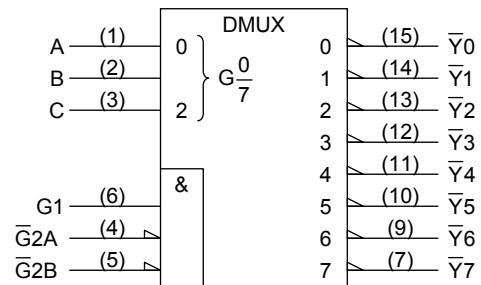 DMUX
A (1) 0 0 (15) Y̅0
B (2) G 0/7 1 (14) Y̅1
C (3) 2 2 (13) Y̅2
3 (12) Y̅3
& 4 (11) Y̅4
G1 (6) 5 (10) Y̅5
G̅2A (4) 6 (9) Y̅6
G̅2B (5) 7 (7) Y̅7